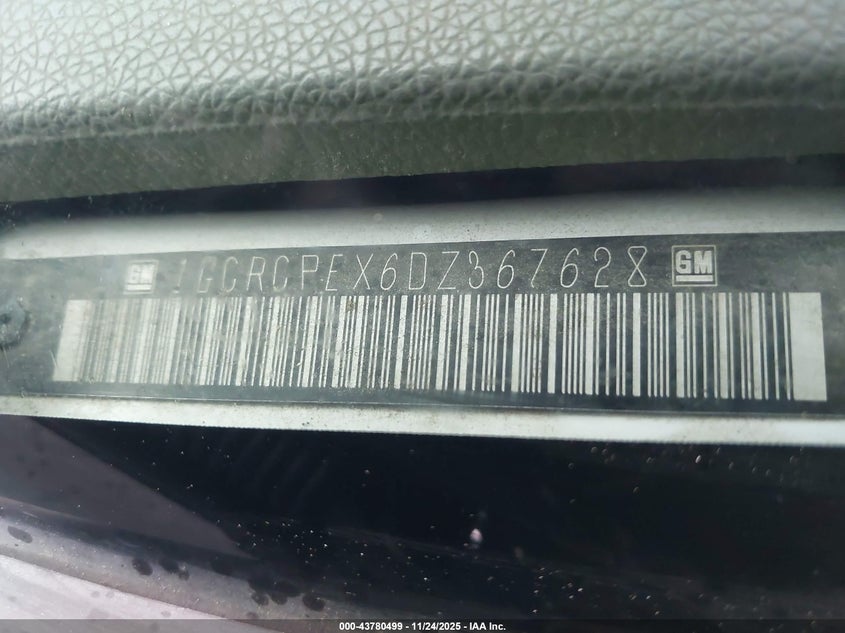 GM 1GCRCPEX6DZ367628 GM
000-43780499 - 11/24/2025 - IAA Inc.